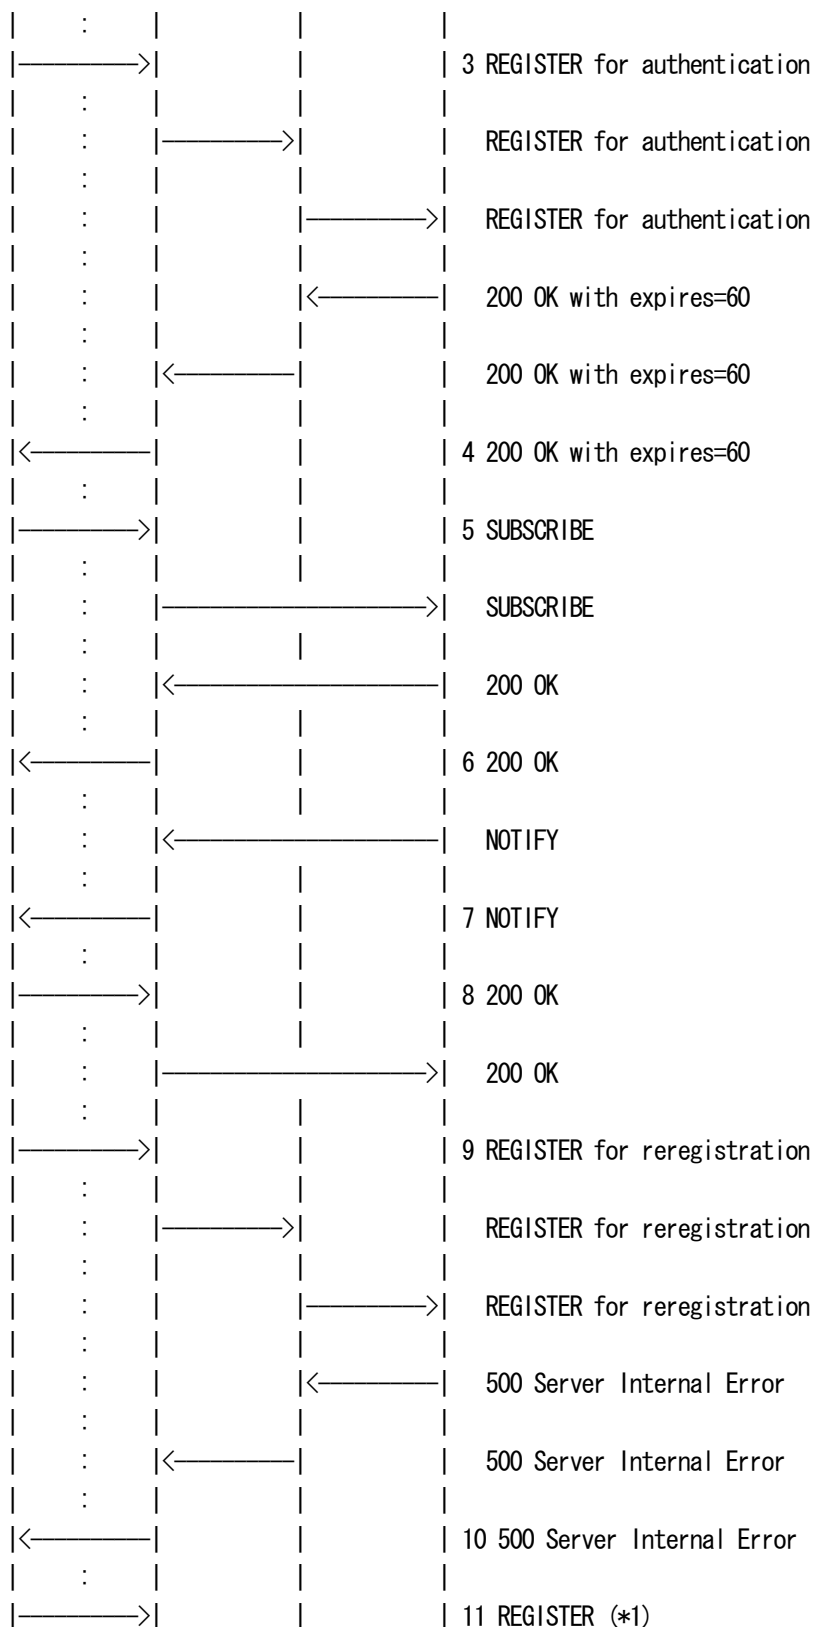 3 REGISTER for authentication
REGISTER for authentication
REGISTER for authentication
200 OK with expires=60
200 OK with expires=60
4 200 OK with expires=60
5 SUBSCRIBE
SUBSCRIBE
200 OK
6 200 OK
NOTIFY
7 NOTIFY
8 200 OK
200 OK
9 REGISTER for reregistration
REGISTER for reregistration
REGISTER for reregistration
500 Server Internal Error
500 Server Internal Error
10 500 Server Internal Error
11 REGISTER (*1)